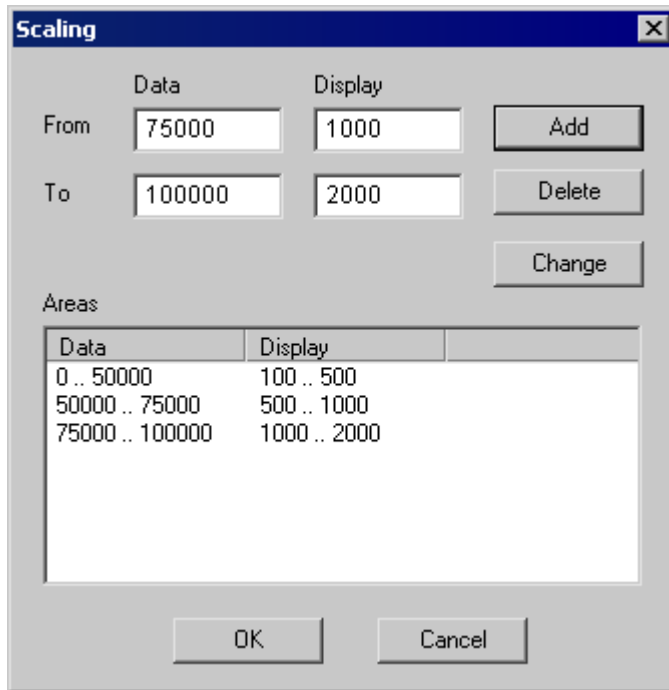 Scaling
Data Display
From 75000 1000 Add
To 100000 2000 Delete
Change
Areas
Data Display
0 .. 50000 100 .. 500
50000 .. 75000 500 .. 1000
75000 .. 100000 1000 .. 2000
OK Cancel